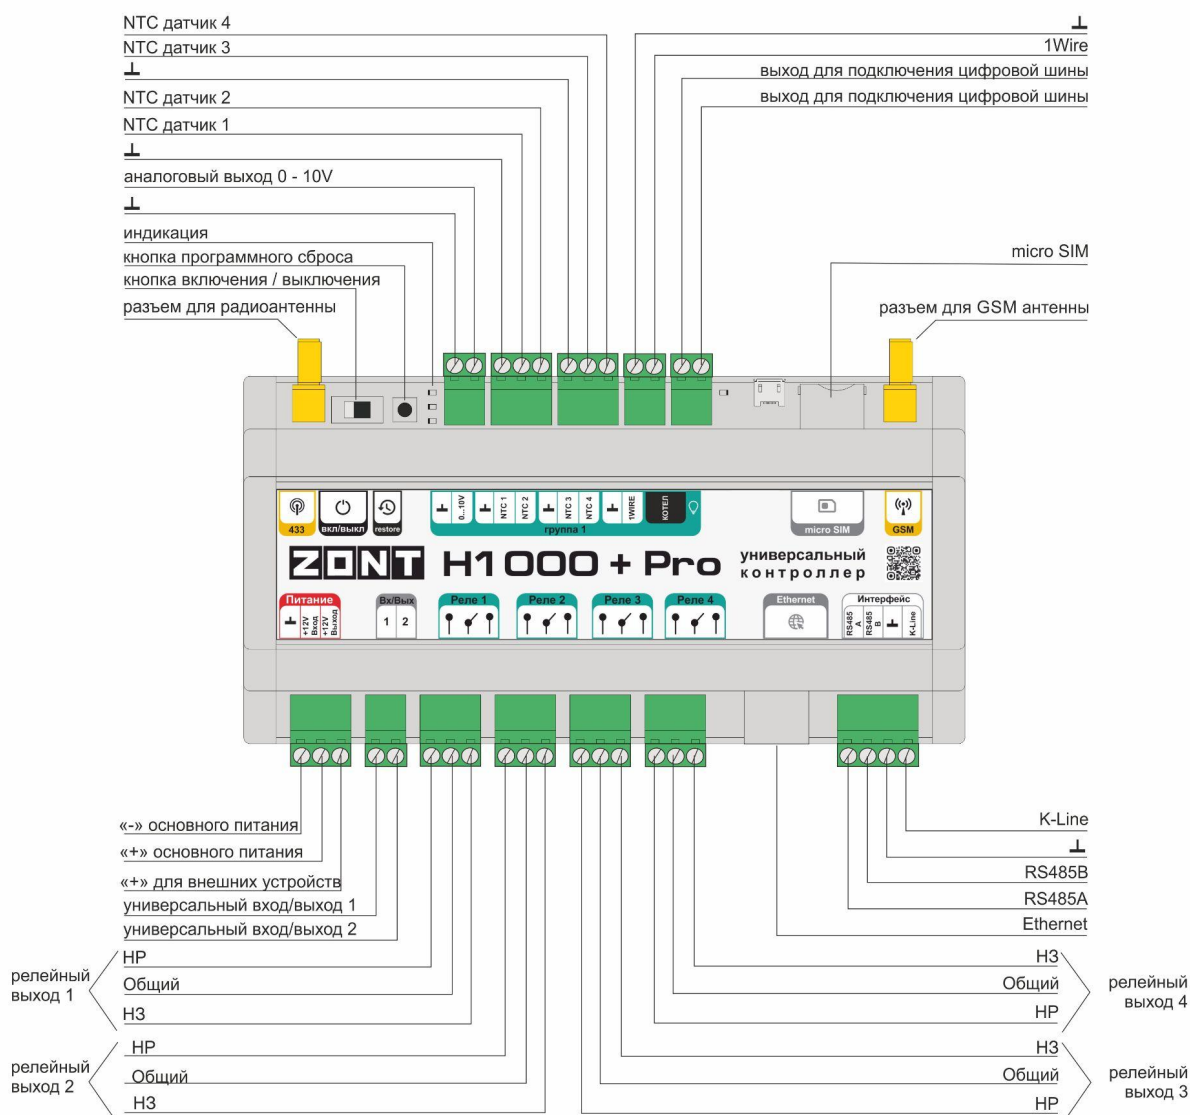 NTC датчик 4
NTC датчик 3
NTC датчик 2
NTC датчик 1
аналоговый выход 0 - 10V
индикация
кнопка программного сброса
кнопка включения / выключения
разъем для радиоантенны
1Wire
выход для подключения цифровой шины
выход для подключения цифровой шины
micro SIM
разъем для GSM антенны
433
вкл/выкл
restore
0...10V
NTC 1
NTC 2
NTC 3
NTC 4
1WIRE
КОТЕЛ
группа 1
micro SIM
GSM
ZONT H1000 + Pro
универсальный
контроллер
Питание
+12V Вход
+12V Выход
Вх/Вых
1 2
Реле 1
Реле 2
Реле 3
Реле 4
Ethernet
Интерфейс
RS485 A
RS485 B
K-Line
«-» основного питания
«+» основного питания
«+» для внешних устройств
универсальный вход/выход 1
универсальный вход/выход 2
релейный
выход 1
НР
Общий
НЗ
релейный
выход 2
НР
Общий
НЗ
K-Line
RS485B
RS485A
Ethernet
НЗ
Общий
НР
релейный
выход 4
НЗ
Общий
НР
релейный
выход 3